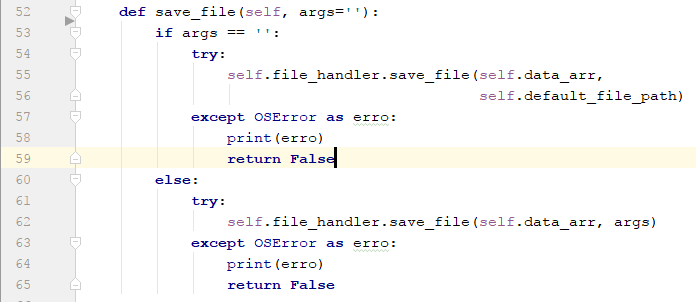 52 def save_file(self, args=''):
53 if args == '':
54 try:
55 self.file_handler.save_file(self.data_arr,
56 self.default_file_path)
57 except OSError as erro:
58 print(erro)
59 return False
60 else:
61 try:
62 self.file_handler.save_file(self.data_arr, args)
63 except OSError as erro:
64 print(erro)
65 return False